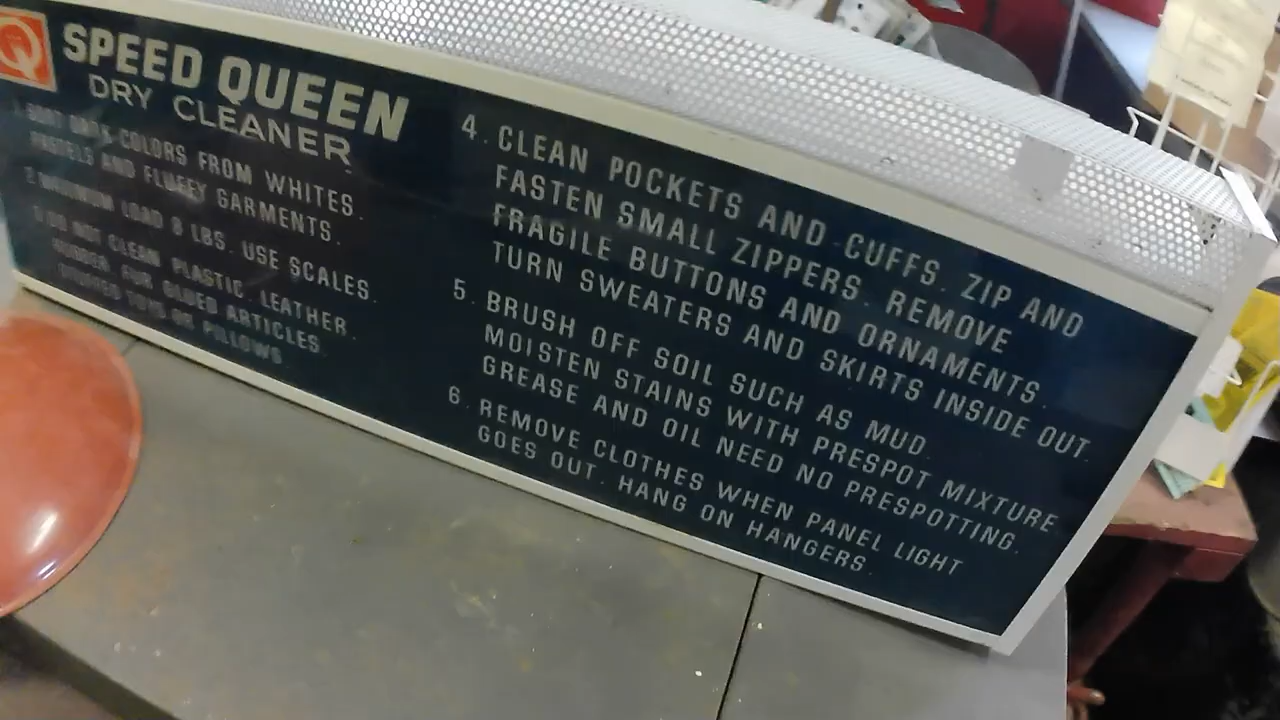 Q
SPEED QUEEN
DRY CLEANER
1. SORT DARK COLORS FROM WHITES.
PASTELS AND FLUFFY GARMENTS.
2. MAXIMUM LOAD 8 LBS. USE SCALES.
3. DO NOT CLEAN PLASTIC. LEATHER.
RUBBER. FUR. GLUED ARTICLES.
STUFFED TOYS OR PILLOWS
4. CLEAN POCKETS AND CUFFS. ZIP AND
FASTEN SMALL ZIPPERS. REMOVE
FRAGILE BUTTONS AND ORNAMENTS.
TURN SWEATERS AND SKIRTS INSIDE OUT.
5. BRUSH OFF SOIL SUCH AS MUD.
MOISTEN STAINS WITH PRESPOT MIXTURE
GREASE AND OIL NEED NO PRESPOTTING.
6. REMOVE CLOTHES WHEN PANEL LIGHT
GOES OUT. HANG ON HANGERS.